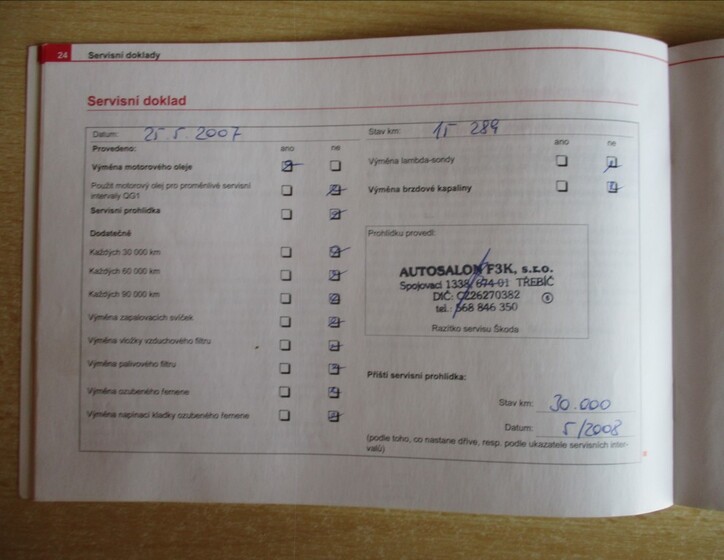 24 Servisní doklady
Servisní doklad
Datum: 25.5.2007
Provedeno: ano ne
Výměna motorového oleje
Použit motorový olej pro proměnlivé servisní
intervaly QG1
Servisní prohlídka
Dodatečně
Každých 30 000 km
Každých 60 000 km
Každých 90 000 km
Výměna zapalovacích svíček
Výměna vložky vzduchového filtru
Výměna palivového filtru
Výměna ozubeného řemene
Výměna napínací kladky ozubeného řemene
Stav km: 15 289
ano ne
Výměna lambda-sondy
Výměna brzdové kapaliny
Prohlídku provedl:
AUTOSALON F3K, s.r.o.
Spojovací 1338, 674 01 TŘEBÍČ
DIČ: CZ26270382
tel.: 568 846 350
Razítko servisu Škoda
Příští servisní prohlídka:
Stav km: 30.000
Datum: 5/2008
(podle toho, co nastane dříve, resp. podle ukazatele servisních inter-
valů)